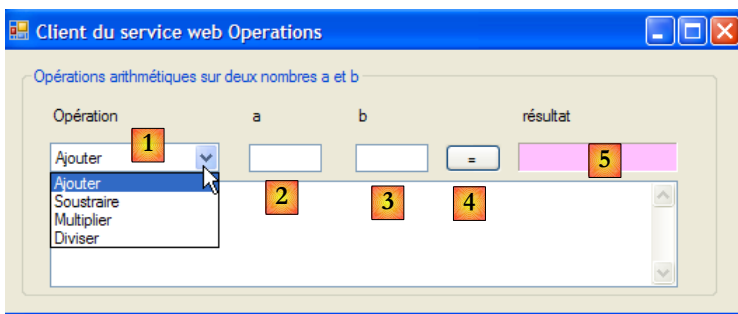 Client du service web Operations
Opérations arithmétiques sur deux nombres a et b
Opération a b résultat
Ajouter 1 = 5
Ajouter
Soustraire 2 3 4
Multiplier
Diviser